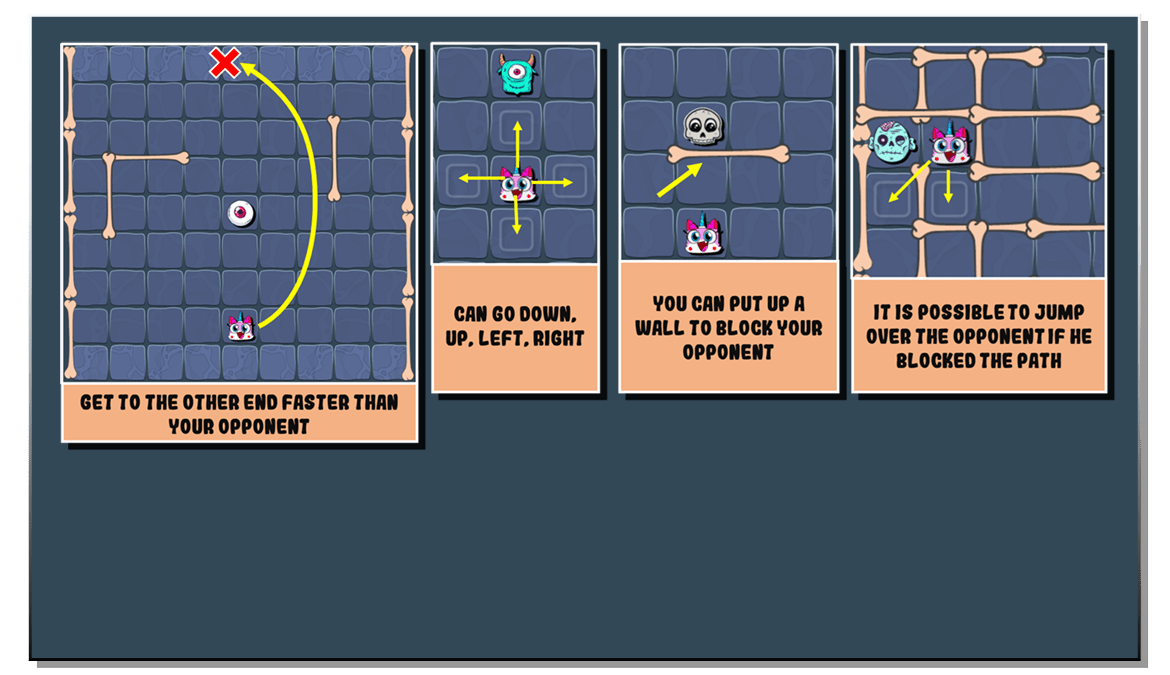 GET TO THE OTHER END FASTER THAN
YOUR OPPONENT
CAN GO DOWN,
UP, LEFT, RIGHT
YOU CAN PUT UP A
WALL TO BLOCK YOUR
OPPONENT
IT IS POSSIBLE TO JUMP
OVER THE OPPONENT IF HE
BLOCKED THE PATH